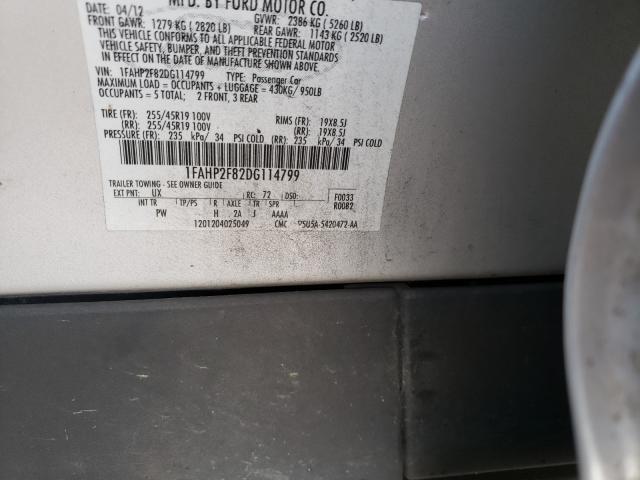 MFD. BY FORD MOTOR CO.
DATE: 04/12 GVWR: 2386 KG ( 5260 LB)
FRONT GAWR: 1279 KG ( 2820 LB) REAR GAWR: 1143 KG ( 2520 LB)
THIS VEHICLE CONFORMS TO ALL APPLICABLE FEDERAL MOTOR
VEHICLE SAFETY, BUMPER, AND THEFT PREVENTION STANDARDS
IN EFFECT ON THE DATE OF MANUFACTURE SHOWN ABOVE.
VIN: 1FAHP2F82DG114799 TYPE: Passenger Car
MAXIMUM LOAD = OCCUPANTS + LUGGAGE = 430KG/ 950LB
OCCUPANTS = 5 TOTAL; 2 FRONT, 3 REAR
TIRE (FR): 255/45R19 100V RIMS (FR): 19X8.5J
(RR): 255/45R19 100V (RR): 19X8.5J
PRESSURE (FR): 235 kPa/ 34 PSI COLD (RR): 235 kPa/ 34 PSI COLD
1FAHP2F82DG114799
TRAILER TOWING - SEE OWNER GUIDE
EXT PNT: UX RC: 72 DSO: F0033
R0082
INT TR TP/PS R AXLE TR SPR
PW H 2A J AAAA
1201204025049 CMC 5U5A-5420472-AA